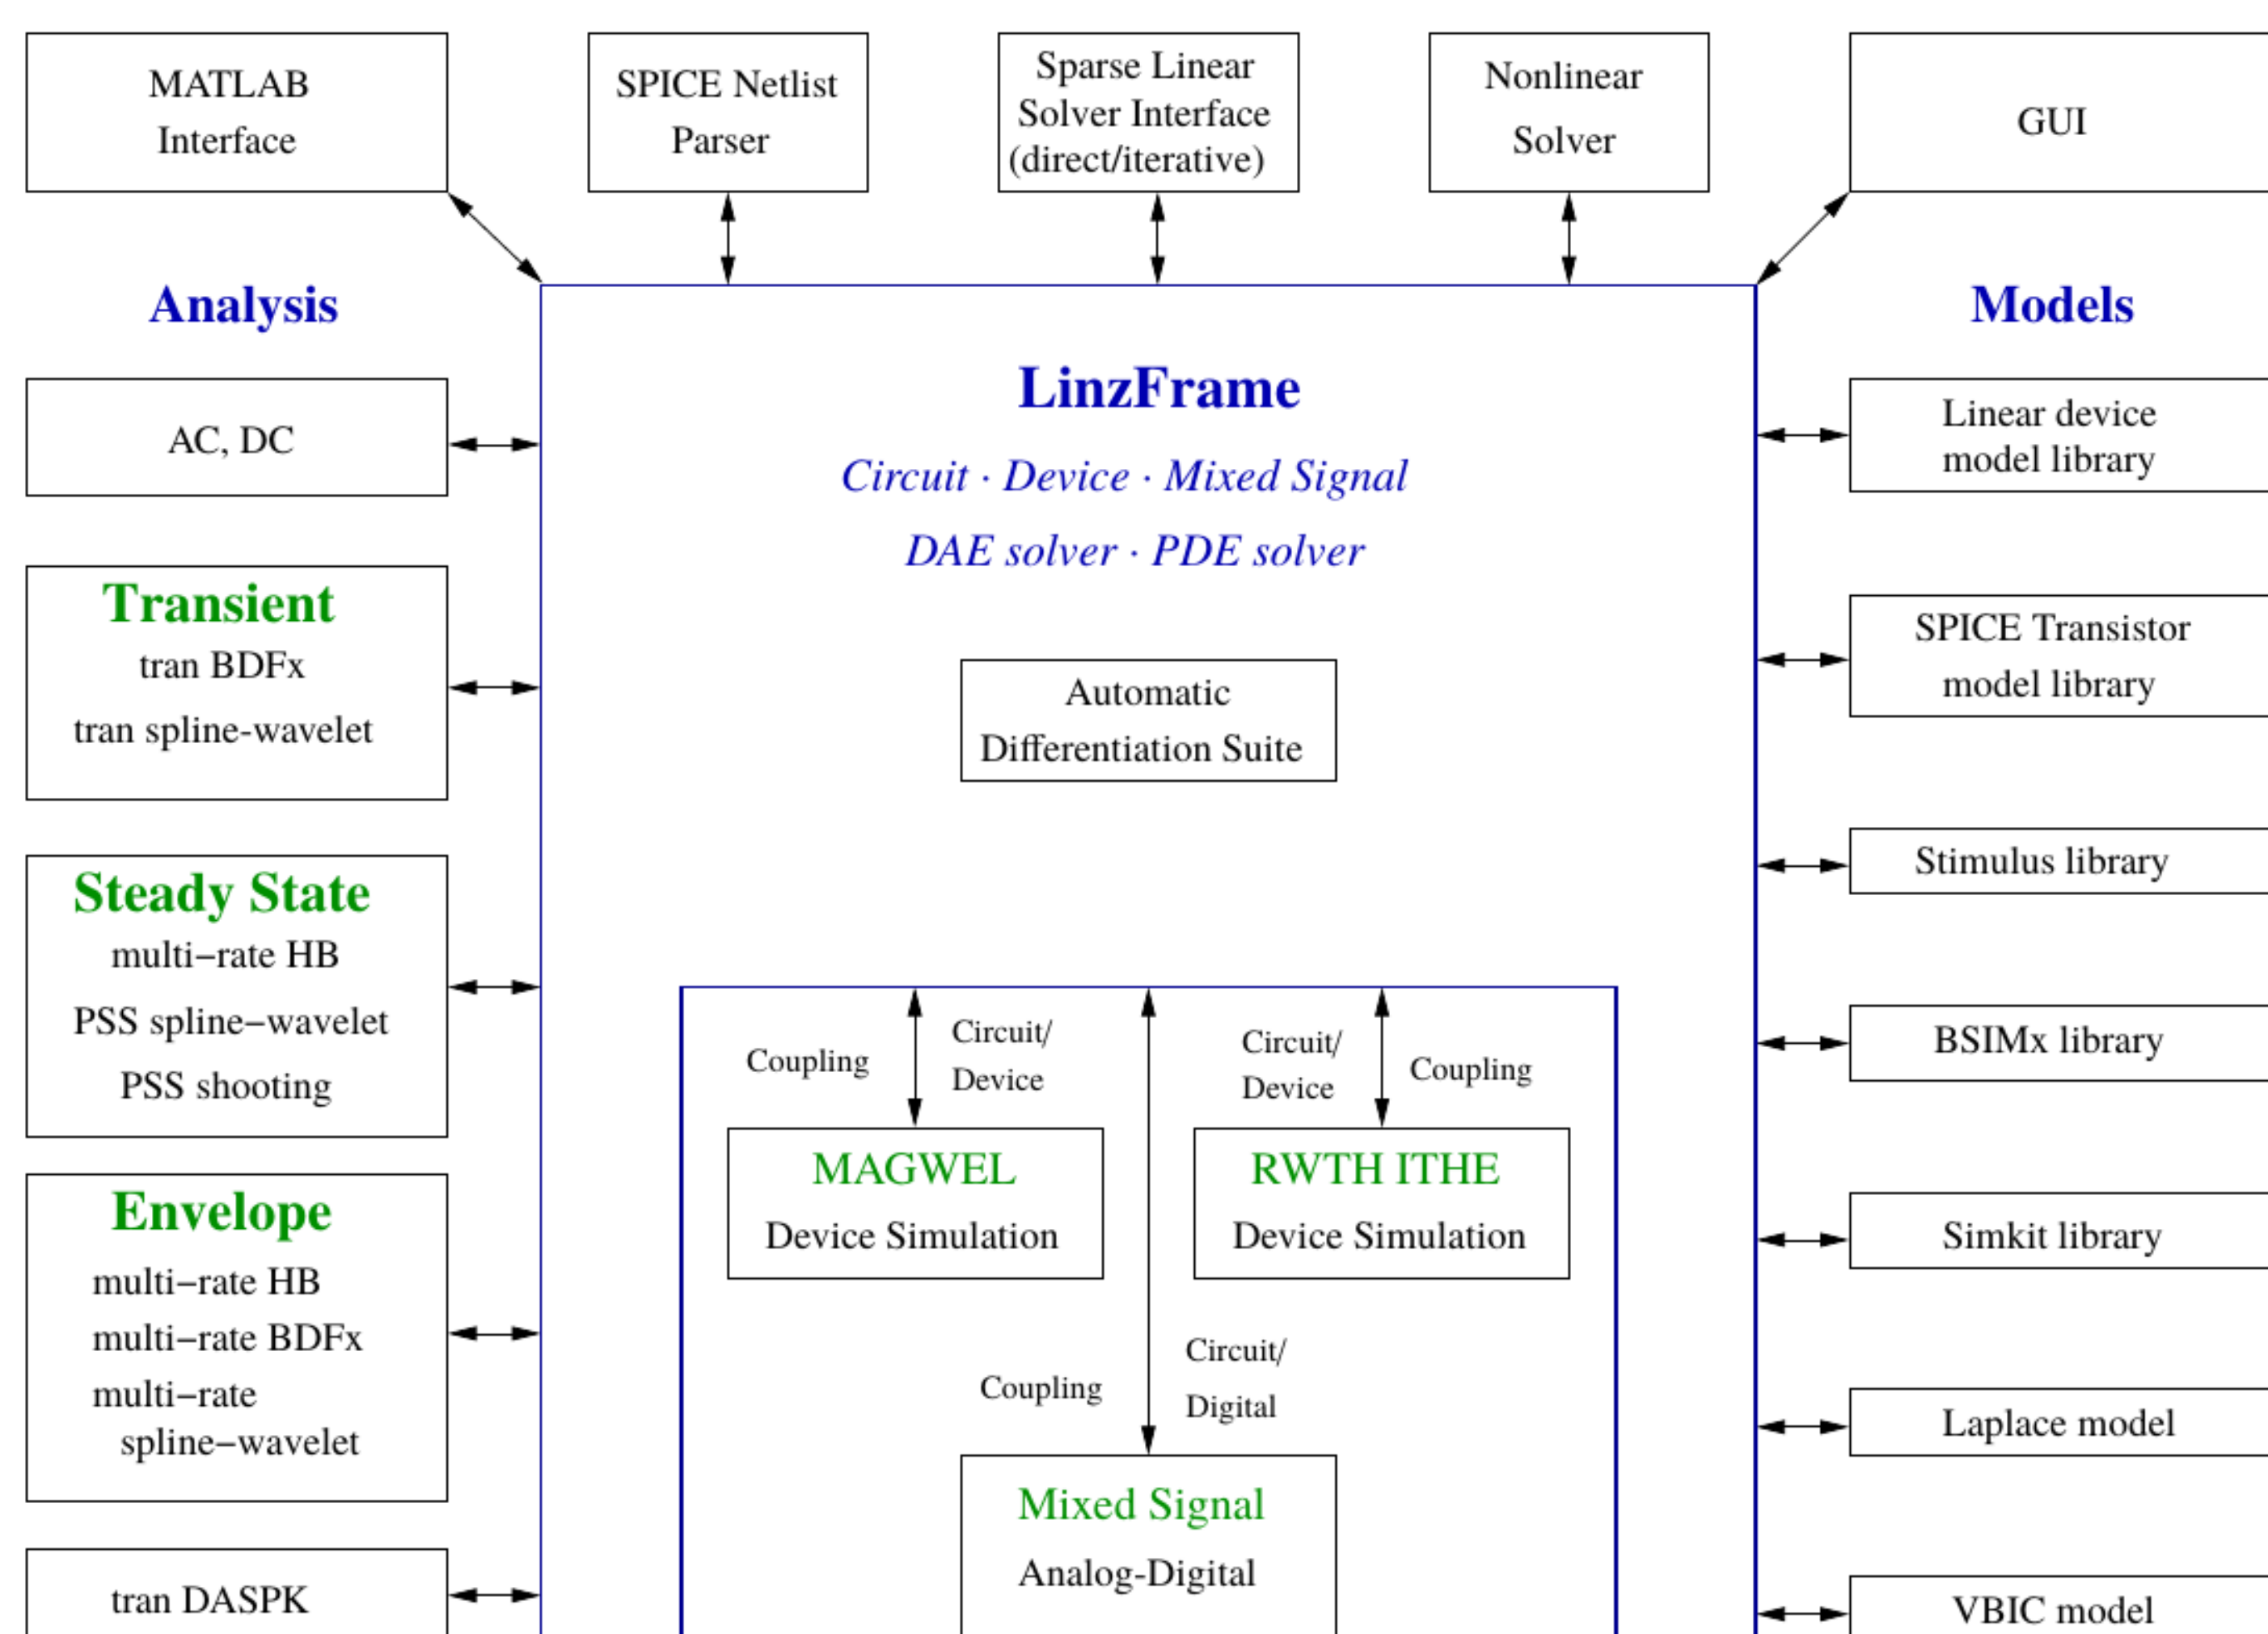 MATLAB
Interface
SPICE Netlist
Parser
Sparse Linear
Solver Interface
(direct/iterative)
Nonlinear
Solver
GUI
Analysis
AC, DC
Transient
tran BDFx
tran spline-wavelet
Steady State
multi−rate HB
PSS spline−wavelet
PSS shooting
Envelope
multi−rate HB
multi−rate BDFx
multi−rate
spline−wavelet
tran DASPK
LinzFrame
Circuit · Device · Mixed Signal
DAE solver · PDE solver
Automatic
Differentiation Suite
Coupling
Circuit/
Device
Circuit/
Device
Coupling
MAGWEL
Device Simulation
RWTH ITHE
Device Simulation
Coupling
Circuit/
Digital
Mixed Signal
Analog-Digital
Models
Linear device
model library
SPICE Transistor
model library
Stimulus library
BSIMx library
Simkit library
Laplace model
VBIC model